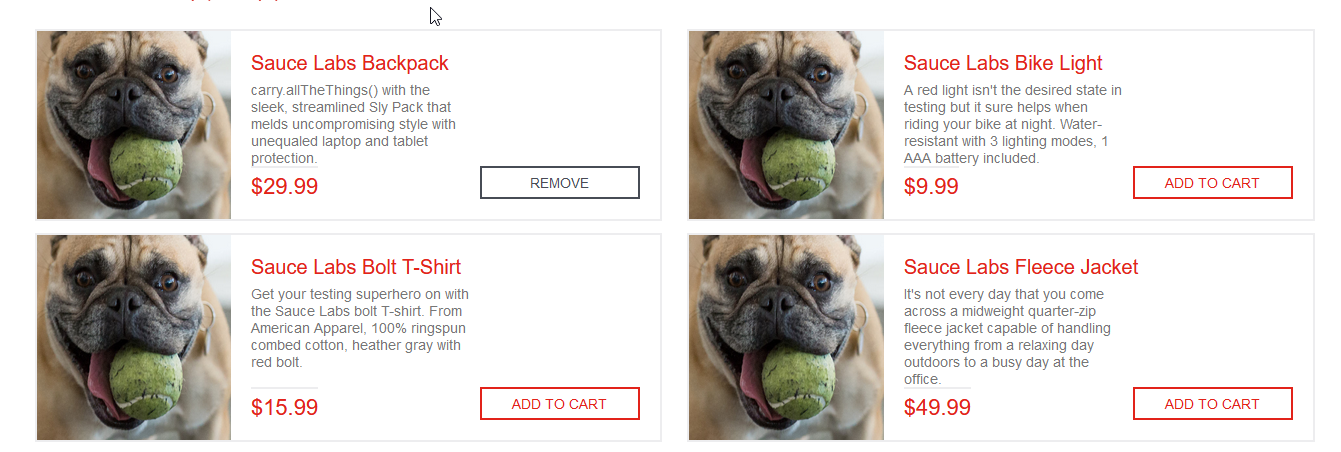 Sauce Labs Backpack
carry.allTheThings() with the
sleek, streamlined Sly Pack that
melds uncompromising style with
unequaled laptop and tablet
protection.
$29.99
REMOVE
Sauce Labs Bike Light
A red light isn't the desired state in
testing but it sure helps when
riding your bike at night. Water-
resistant with 3 lighting modes, 1
AAA battery included.
$9.99
ADD TO CART
Sauce Labs Bolt T-Shirt
Get your testing superhero on with
the Sauce Labs bolt T-shirt. From
American Apparel, 100% ringspun
combed cotton, heather gray with
red bolt.
$15.99
ADD TO CART
Sauce Labs Fleece Jacket
It's not every day that you come
across a midweight quarter-zip
fleece jacket capable of handling
everything from a relaxing day
outdoors to a busy day at the
office.
$49.99
ADD TO CART